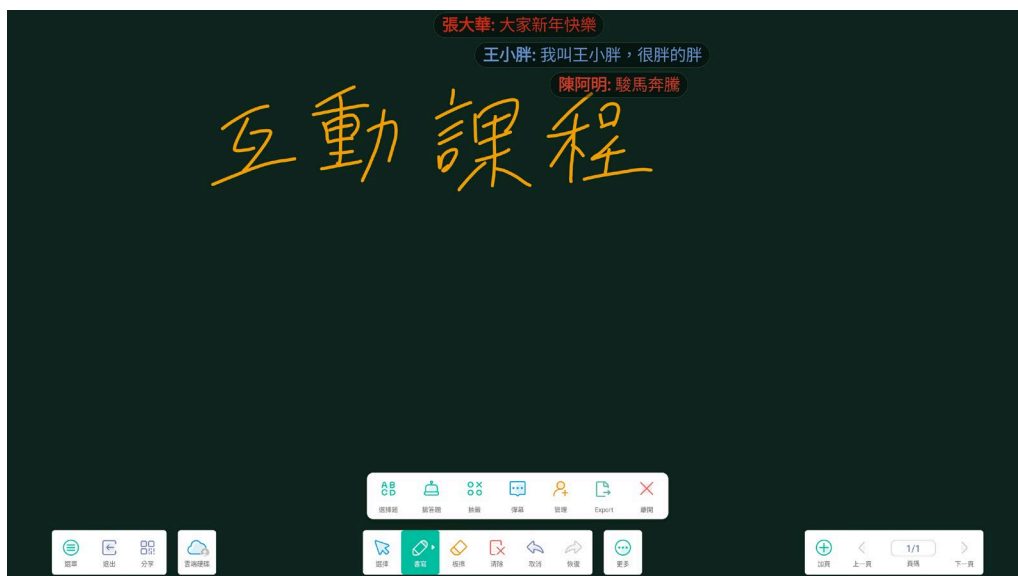 張大華: 大家新年快樂
王小胖: 我叫王小胖，很胖的胖
陳阿明: 駿馬奔騰
互動課程
AB
CD
選擇題 搶答題 抽籤 彈幕 管理 Export 離開
選單 退出 分享 雲端硬碟 選擇 書寫 板擦 清除 取消 恢復 更多 加頁 上一頁 1/1 頁碼 下一頁